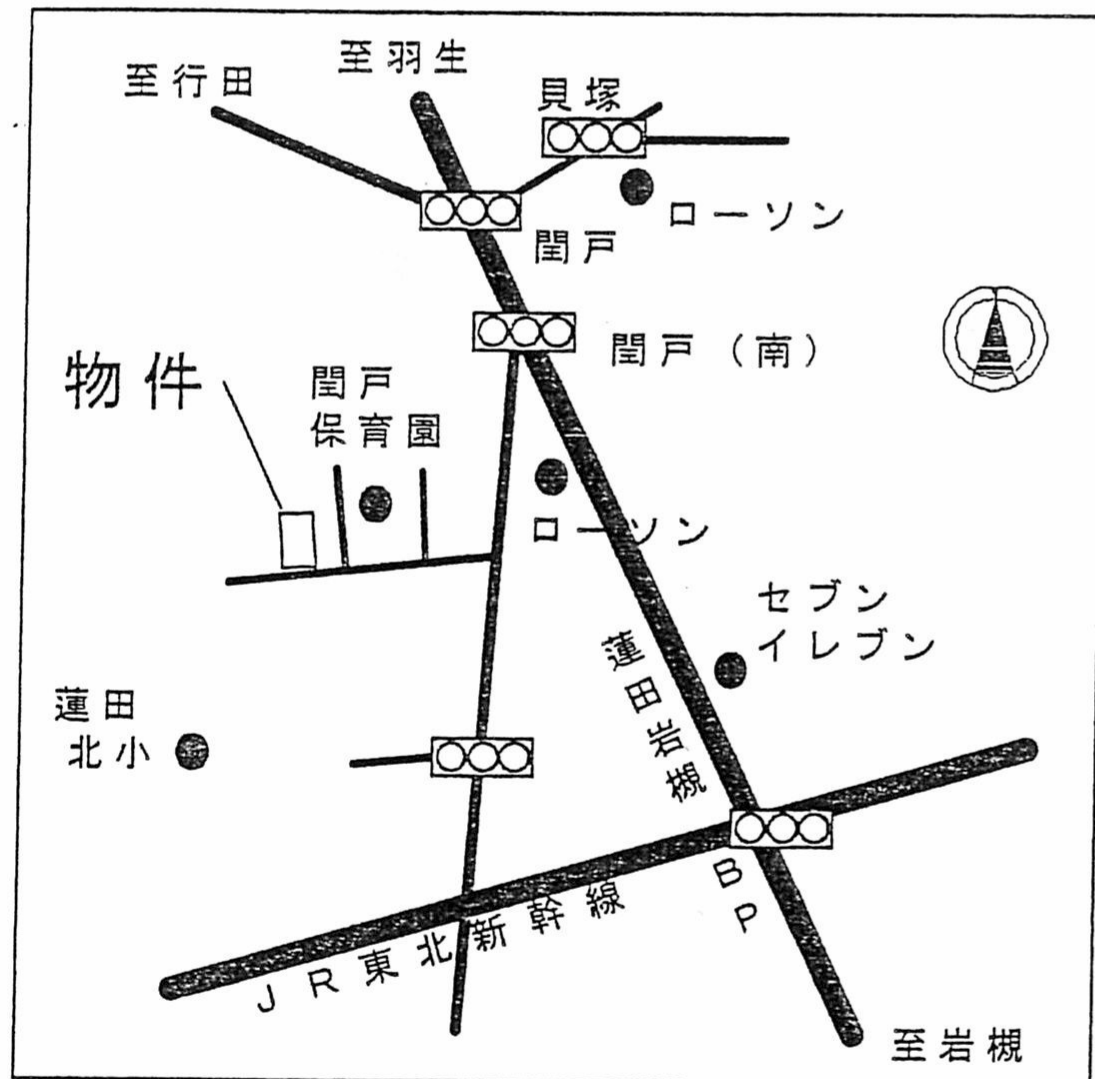 至羽生
至行田
貝塚
ローソン
閏戸
閏戸（南）
物件
閏戸
保育園
ローソン
セブン
イレブン
蓮田岩槻BP
蓮田
北小
JR東北新幹線
至岩槻